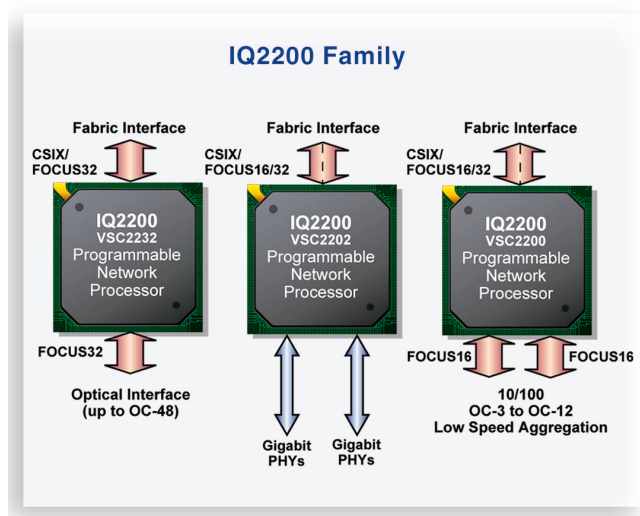 IQ2200 Family
Fabric Interface
CSIX/
FOCUS32
IQ2200
VSC2232
Programmable
Network
Processor
FOCUS32
Optical Interface
(up to OC-48)
Fabric Interface
CSIX/
FOCUS16/32
IQ2200
VSC2202
Programmable
Network
Processor
Gigabit
PHYs
Gigabit
PHYs
Fabric Interface
CSIX/
FOCUS16/32
IQ2200
VSC2200
Programmable
Network
Processor
FOCUS16
FOCUS16
10/100
OC-3 to OC-12
Low Speed Aggregation